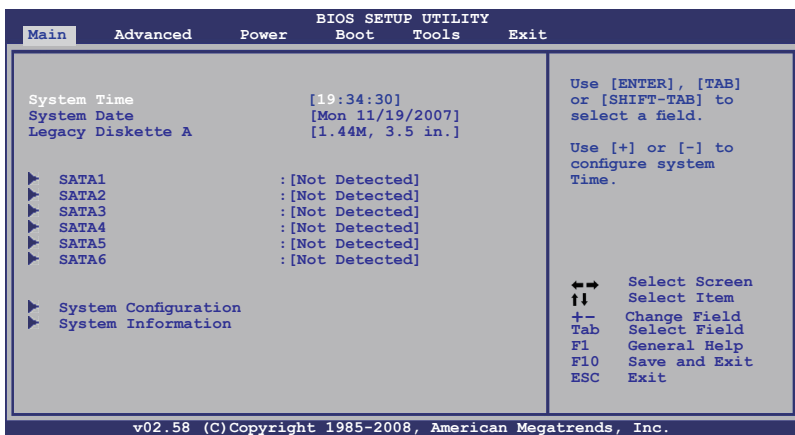 BIOS SETUP UTILITY
Main Advanced Power Boot Tools Exit
System Time [19:34:30]
System Date [Mon 11/19/2007]
Legacy Diskette A [1.44M, 3.5 in.]
SATA1 :[Not Detected]
SATA2 :[Not Detected]
SATA3 :[Not Detected]
SATA4 :[Not Detected]
SATA5 :[Not Detected]
SATA6 :[Not Detected]
System Configuration
System Information
Use [ENTER], [TAB]
or [SHIFT-TAB] to
select a field.
Use [+] or [-] to
configure system
Time.
←→ Select Screen
↑↓ Select Item
+- Change Field
Tab Select Field
F1 General Help
F10 Save and Exit
ESC Exit
v02.58 (C)Copyright 1985-2008, American Megatrends, Inc.